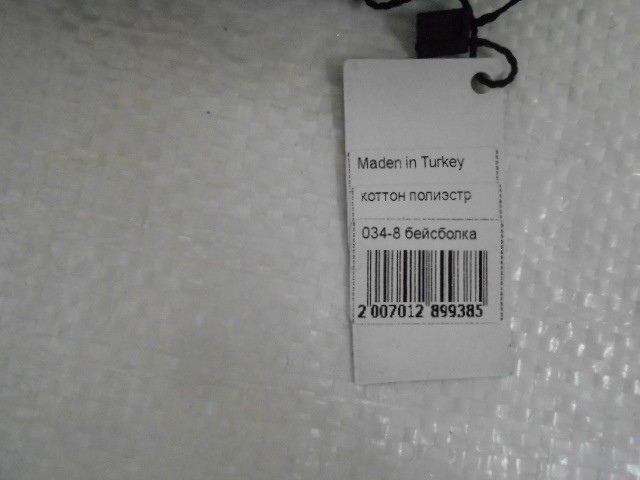 Maden in Turkey
коттон полиэстр
034-8 бейсболка
2 007012 899385